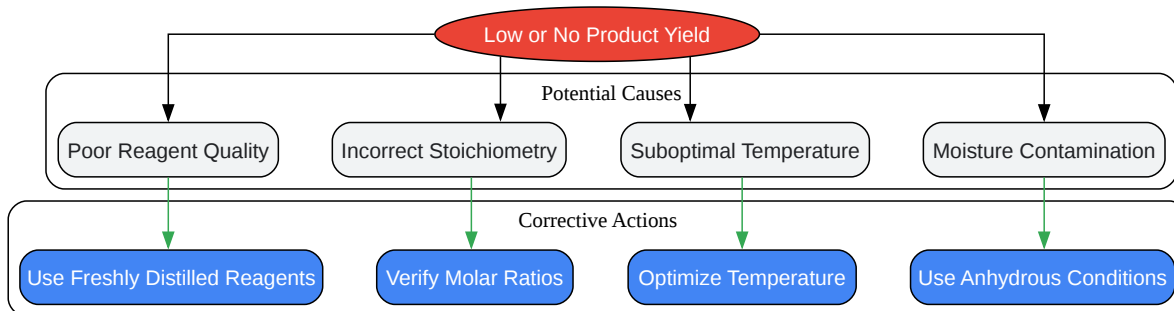 Low or No Product Yield
Potential Causes
Poor Reagent Quality
Incorrect Stoichiometry
Suboptimal Temperature
Moisture Contamination
Corrective Actions
Use Freshly Distilled Reagents
Verify Molar Ratios
Optimize Temperature
Use Anhydrous Conditions